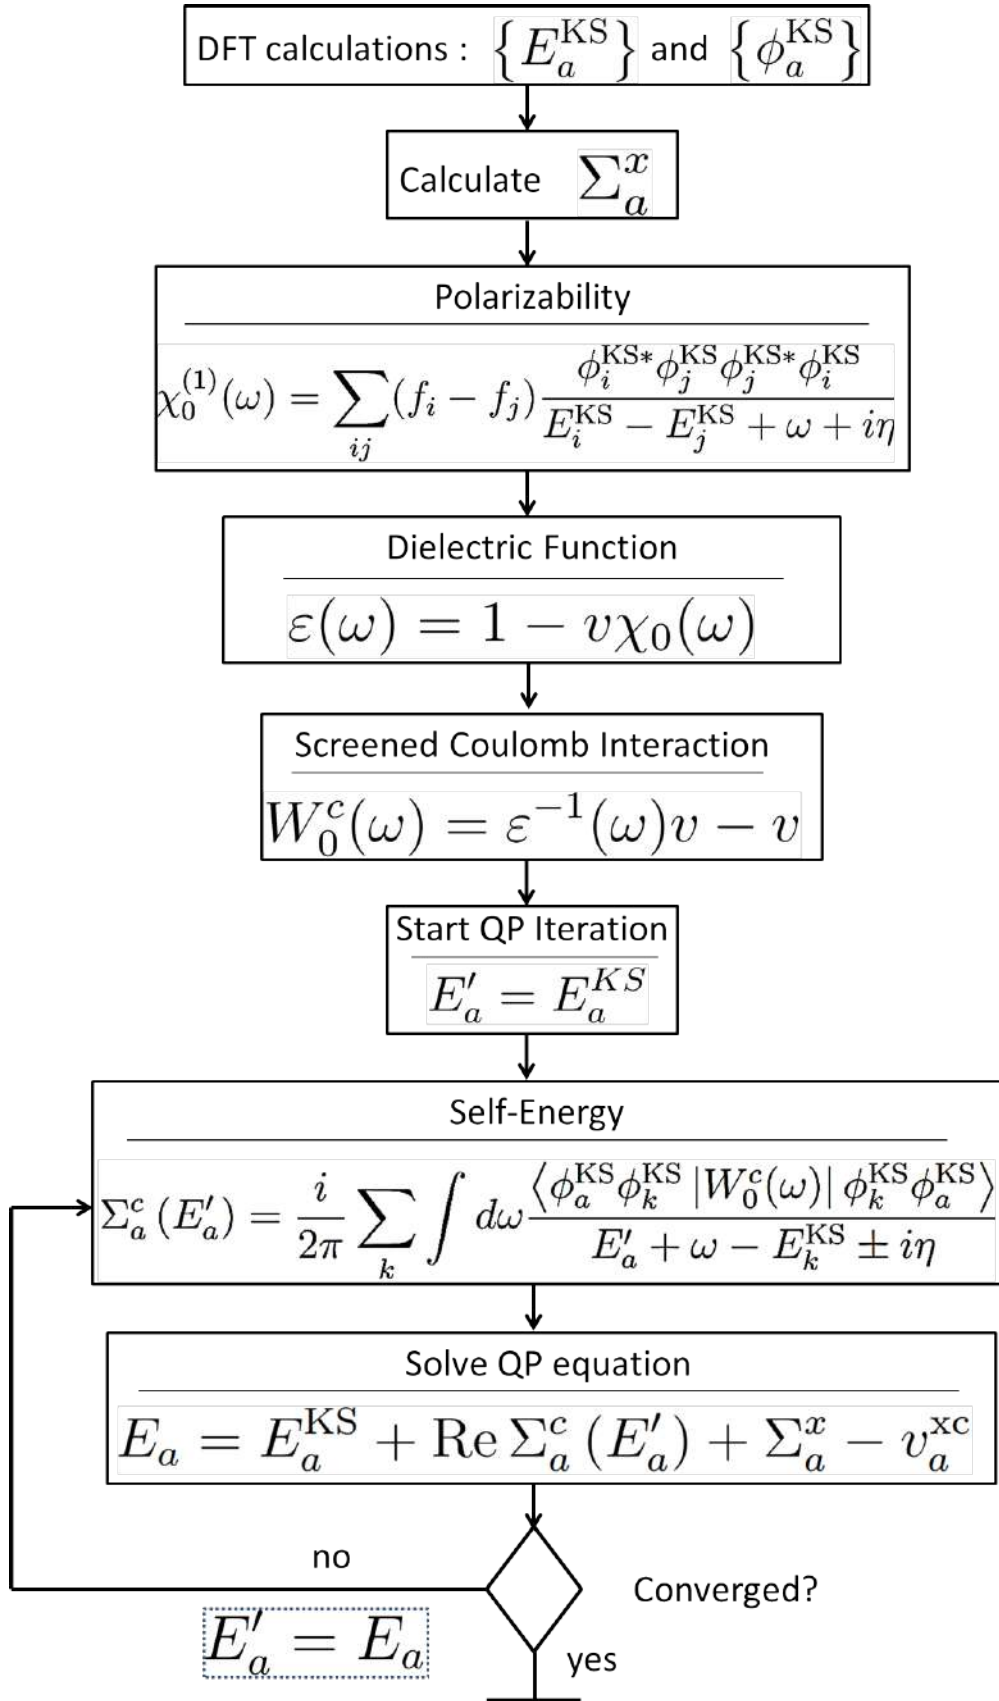 DFT calculations : {E_a^KS} and {ϕ_a^KS}
Calculate Σ_a^x
Polarizability
χ_0^(1)(ω) = ∑_ij (f_i − f_j) ϕ_i^KS* ϕ_j^KS ϕ_j^KS* ϕ_i^KS / E_i^KS − E_j^KS + ω + iη
Dielectric Function
ε(ω) = 1 − vχ_0(ω)
Screened Coulomb Interaction
W_0^c(ω) = ε^−1(ω)v − v
Start QP Iteration
E′_a = E_a^KS
Self-Energy
Σ_a^c (E′_a) = i/2π ∑_k ∫ dω ⟨ϕ_a^KS ϕ_k^KS |W_0^c(ω)| ϕ_k^KS ϕ_a^KS⟩ / E′_a + ω − E_k^KS ± iη
Solve QP equation
E_a = E_a^KS + Re Σ_a^c (E′_a) + Σ_a^x − v_a^xc
no
Converged?
E′_a = E_a
yes